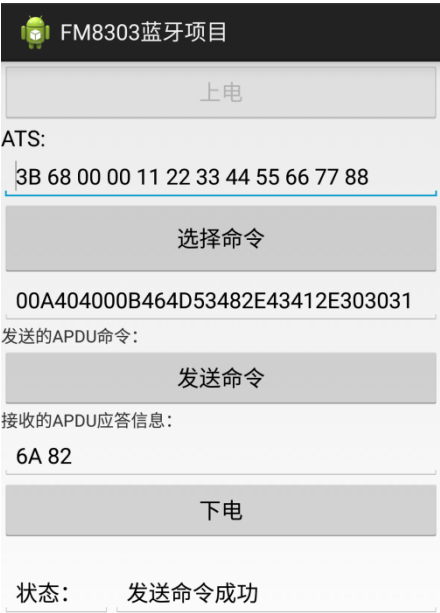 FM8303蓝牙项目
上电
ATS:
3B 68 00 00 11 22 33 44 55 66 77 88
选择命令
00A404000B464D53482E43412E303031
发送的APDU命令：
发送命令
接收的APDU应答信息：
6A 82
下电
状态： 发送命令成功